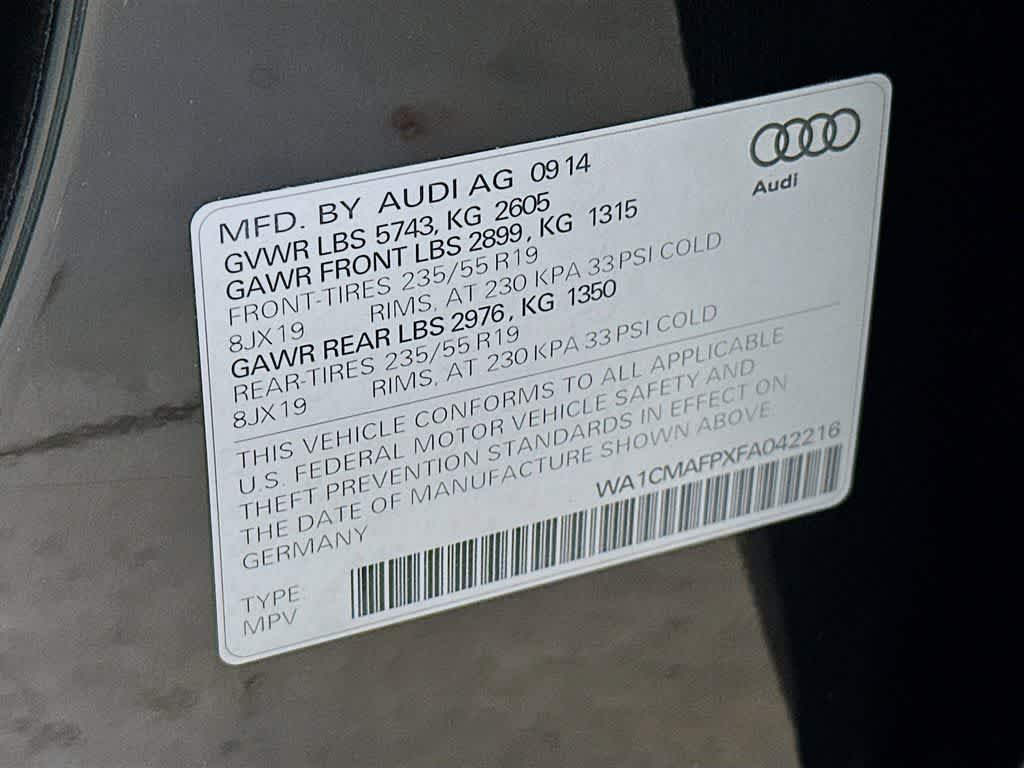 Audi
MFD. BY AUDI AG 09 14
GVWR LBS 5743, KG 2605
GAWR FRONT LBS 2899, KG 1315
FRONT-TIRES 235/55 R19
8JX19 RIMS, AT 230 KPA 33 PSI COLD
GAWR REAR LBS 2976, KG 1350
REAR-TIRES 235/55 R19
8JX19 RIMS, AT 230 KPA 33 PSI COLD
THIS VEHICLE CONFORMS TO ALL APPLICABLE
U.S. FEDERAL MOTOR VEHICLE SAFETY AND
THEFT PREVENTION STANDARDS IN EFFECT ON
THE DATE OF MANUFACTURE SHOWN ABOVE.
GERMANY
WA1CMAFPXFA042216
TYPE:
MPV